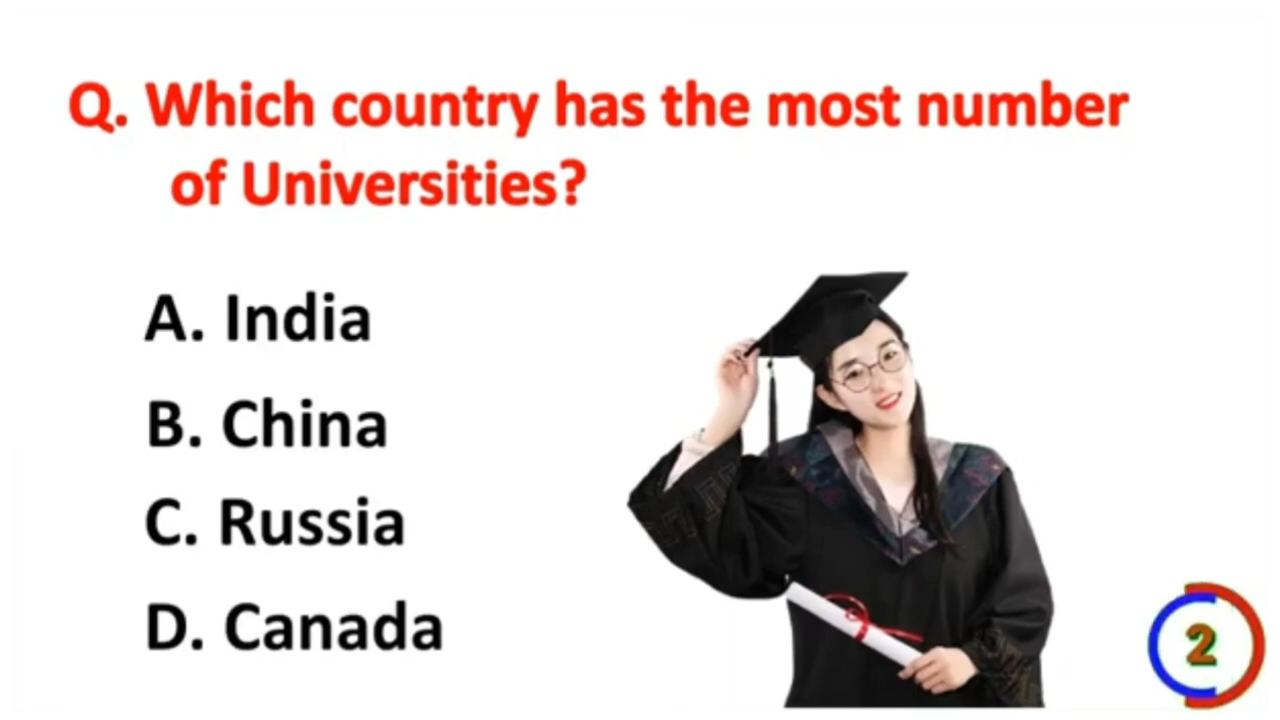 Q. Which country has the most number
of Universities?
A. India
B. China
C. Russia
D. Canada
2